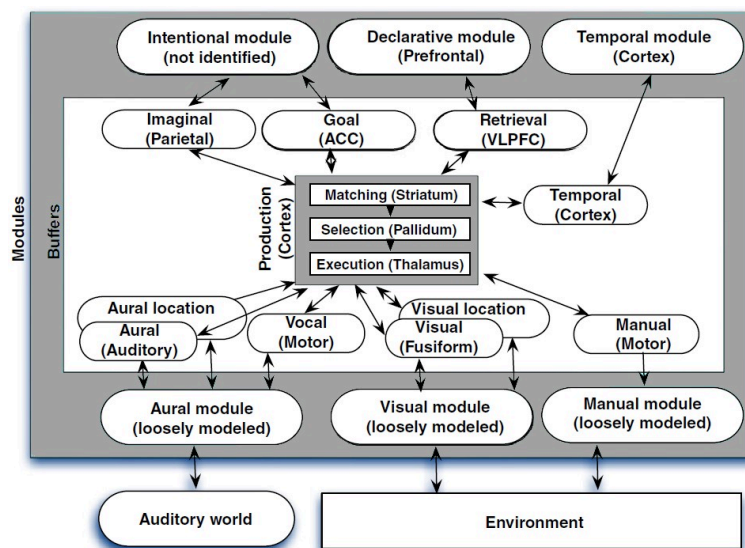 Intentional module
(not identified)
Declarative module
(Prefrontal)
Temporal module
(Cortex)
Imaginal
(Parietal)
Goal
(ACC)
Retrieval
(VLPFC)
Modules
Buffers
Production
(Cortex)
Matching (Striatum)
Selection (Pallidum)
Execution (Thalamus)
Temporal
(Cortex)
Aural location
Aural
(Auditory)
Vocal
(Motor)
Visual location
Visual
(Fusiform)
Manual
(Motor)
Aural module
(loosely modeled)
Visual module
(loosely modeled)
Manual module
(loosely modeled)
Auditory world
Environment